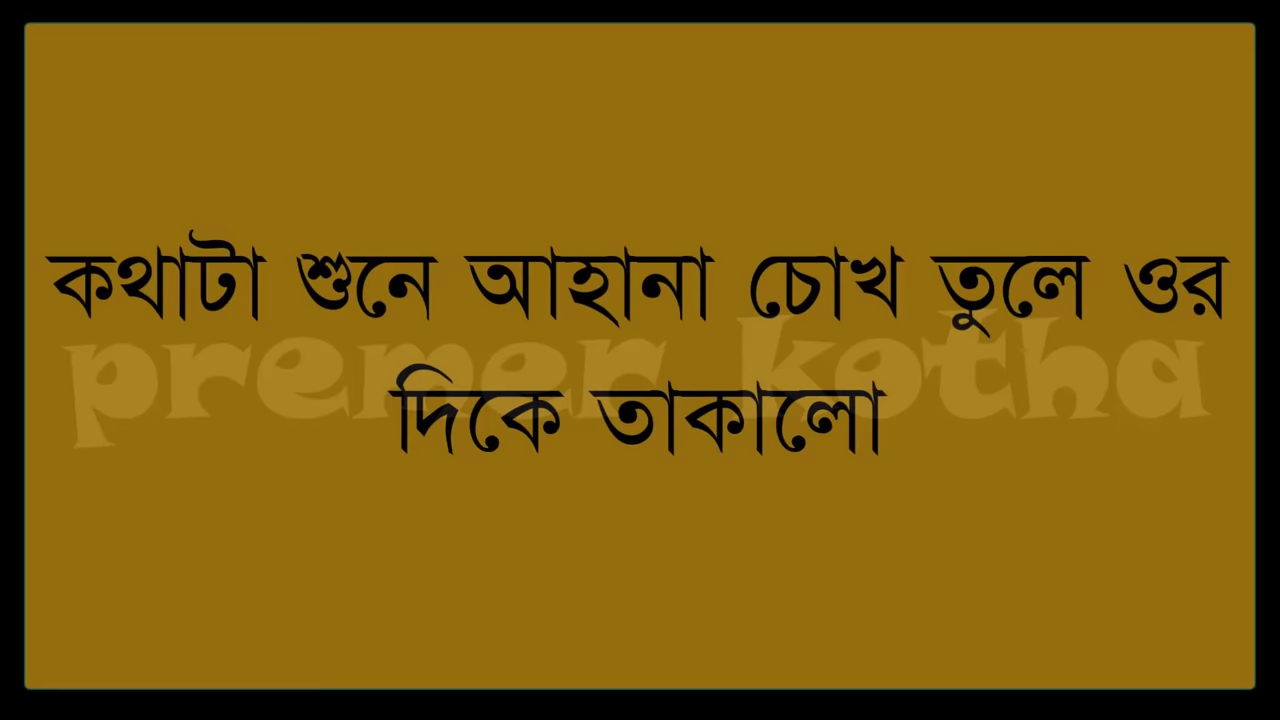 কথাটা শুনে আহানা চোখ তুলে ওর
premer kotha
দিকে তাকালো